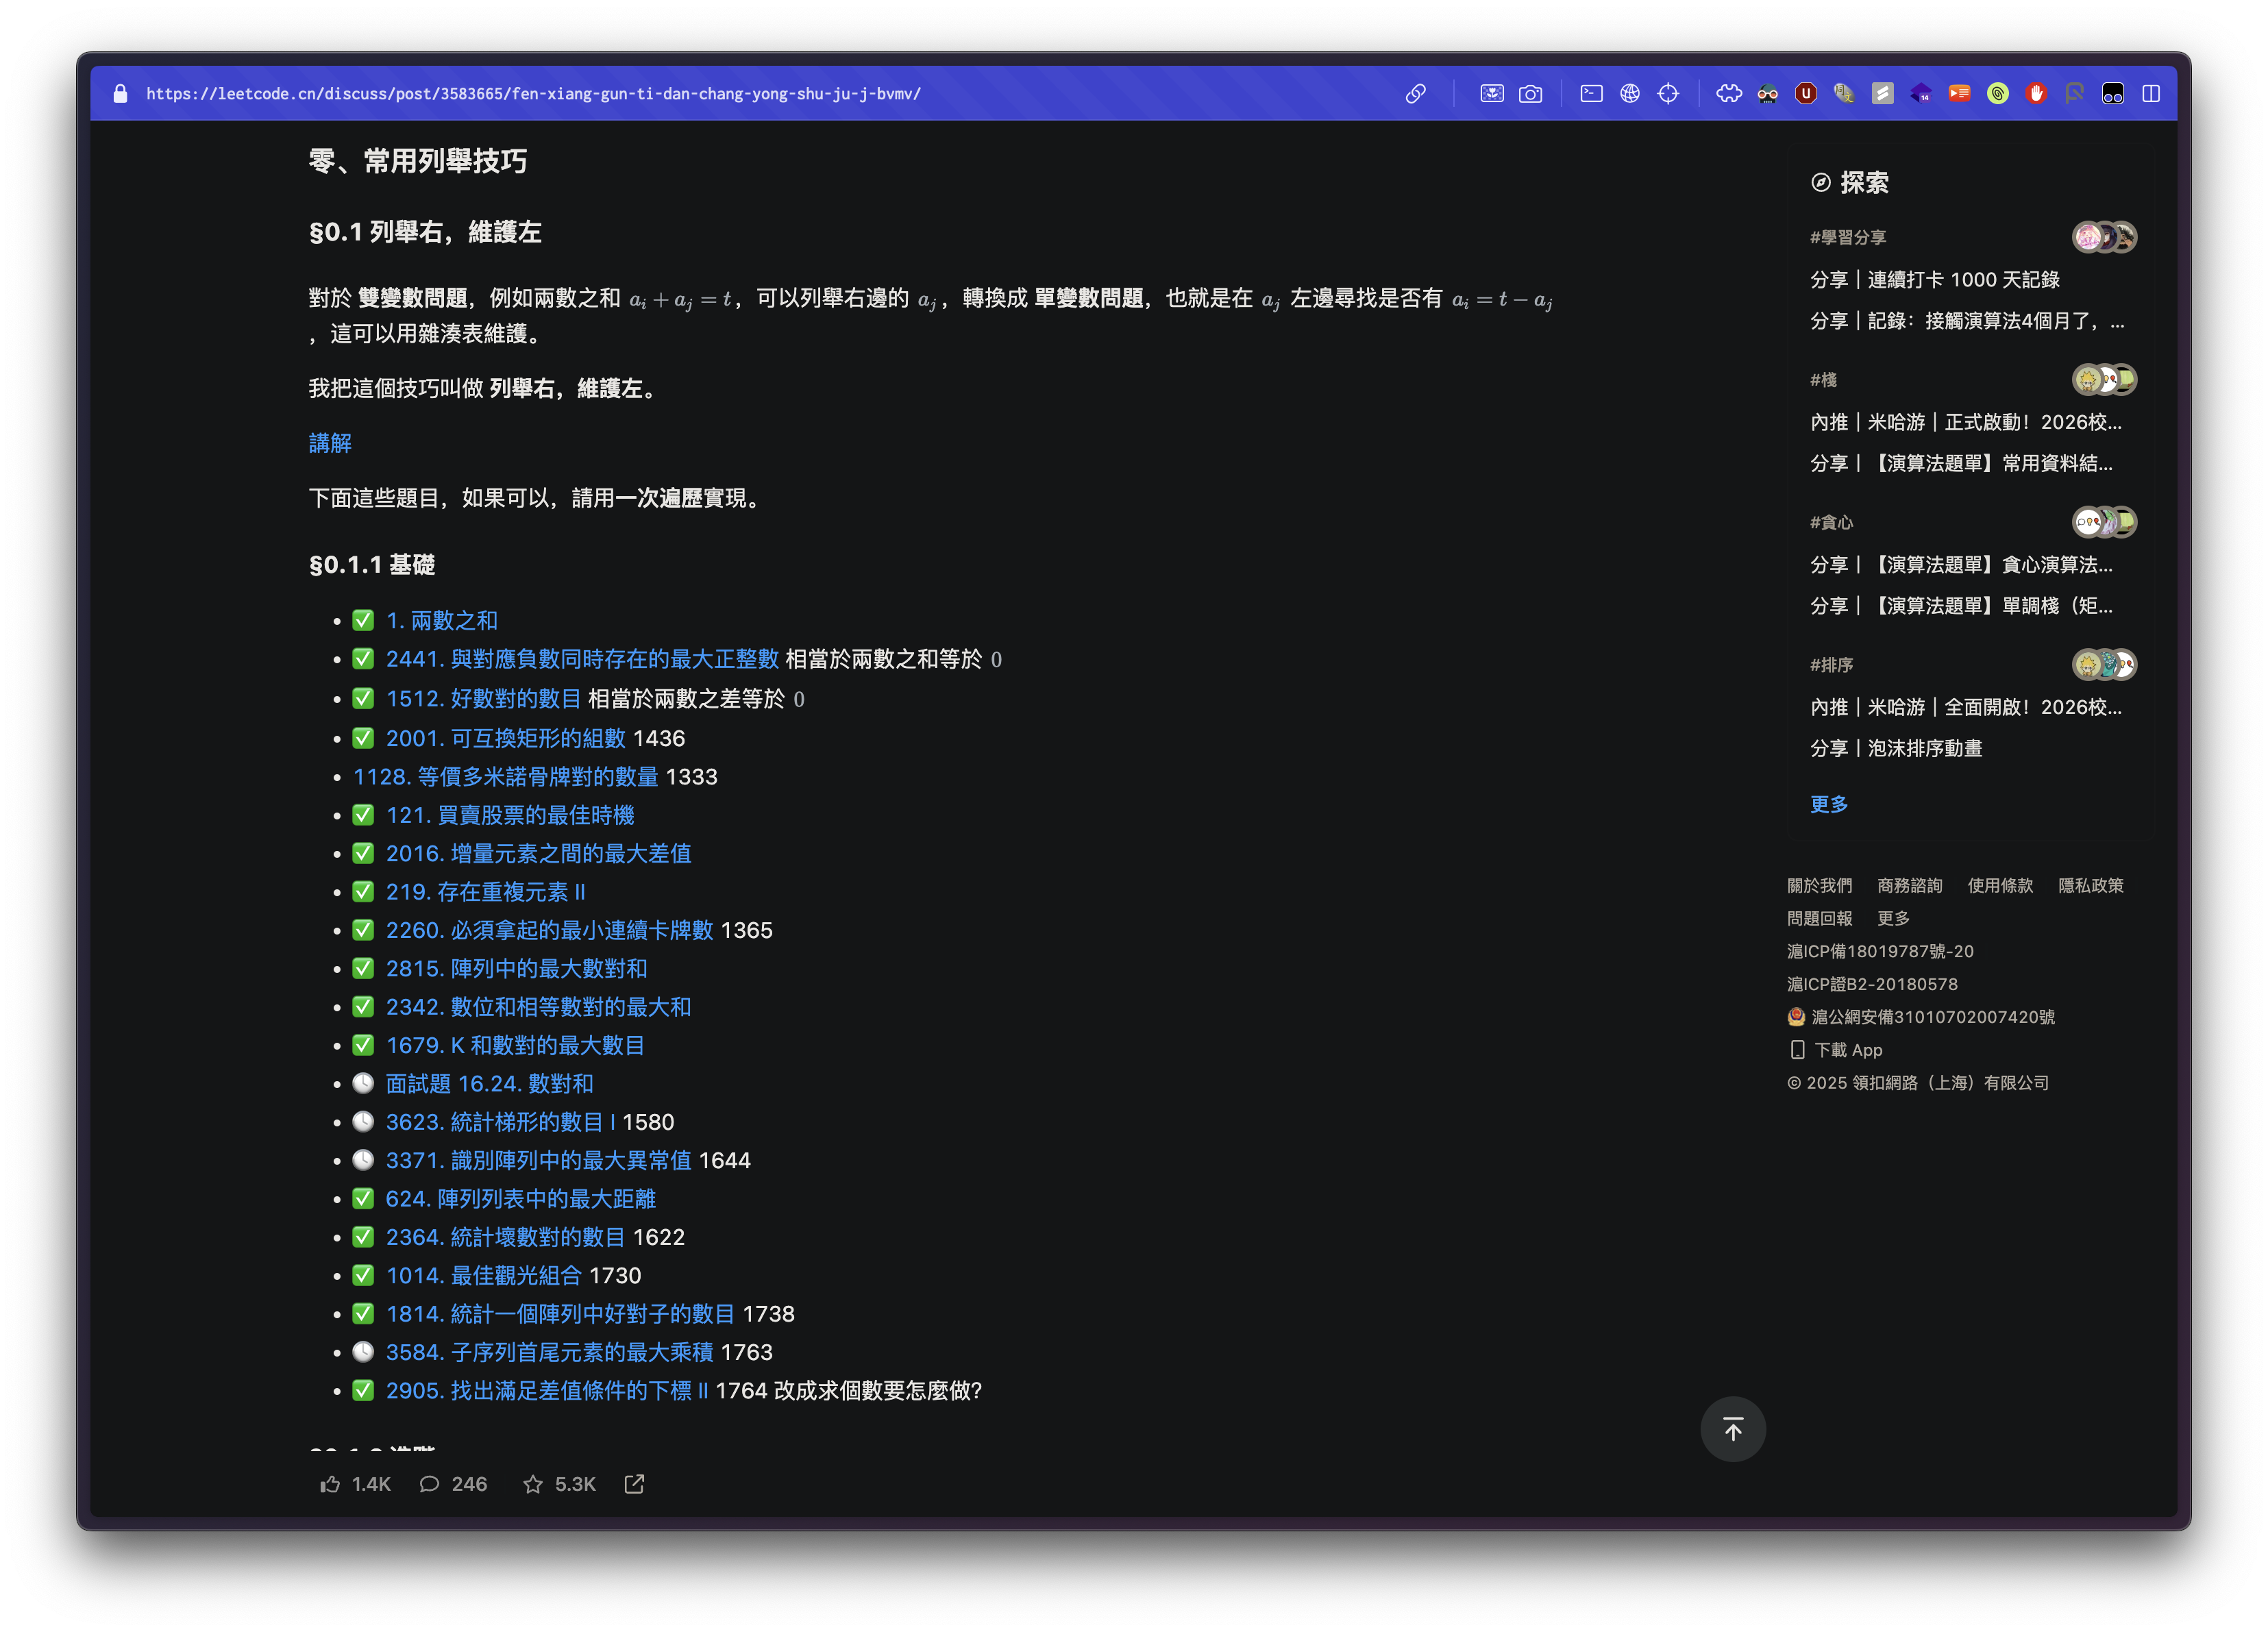 https://leetcode.cn/discuss/post/3583665/fen-xiang-gun-ti-dan-chang-yong-shu-ju-j-bvmv/
零、常用列舉技巧
§0.1 列舉右，維護左
對於 雙變數問題，例如兩數之和 a_i + a_j = t，可以列舉右邊的 a_j，轉換成 單變數問題，也就是在 a_j 左邊尋找是否有 a_i = t − a_j
，這可以用雜湊表維護。
我把這個技巧叫做 列舉右，維護左。
講解
下面這些題目，如果可以，請用一次遍歷實現。
§0.1.1 基礎
• ✅ 1. 兩數之和
• ✅ 2441. 與對應負數同時存在的最大正整數 相當於兩數之和等於 0
• ✅ 1512. 好數對的數目 相當於兩數之差等於 0
• ✅ 2001. 可互換矩形的組數 1436
• 1128. 等價多米諾骨牌對的數量 1333
• ✅ 121. 買賣股票的最佳時機
• ✅ 2016. 增量元素之間的最大差值
• ✅ 219. 存在重複元素 II
• ✅ 2260. 必須拿起的最小連續卡牌數 1365
• ✅ 2815. 陣列中的最大數對和
• ✅ 2342. 數位和相等數對的最大和
• ✅ 1679. K 和數對的最大數目
• 面試題 16.24. 數對和
• 3623. 統計梯形的數目 I 1580
• 3371. 識別陣列中的最大異常值 1644
• ✅ 624. 陣列列表中的最大距離
• ✅ 2364. 統計壞數對的數目 1622
• ✅ 1014. 最佳觀光組合 1730
• ✅ 1814. 統計一個陣列中好對子的數目 1738
• 3584. 子序列首尾元素的最大乘積 1763
• ✅ 2905. 找出滿足差值條件的下標 II 1764 改成求個數要怎麼做?
1.4K 246 5.3K
探索
#學習分享
分享｜連續打卡 1000 天記錄
分享｜記錄：接觸演算法4個月了，...
#棧
內推｜米哈游｜正式啟動！2026校...
分享｜【演算法題單】常用資料結...
#貪心
分享｜【演算法題單】貪心演算法...
分享｜【演算法題單】單調棧（矩...
#排序
內推｜米哈游｜全面開啟！2026校...
分享｜泡沫排序動畫
更多
關於我們 商務諮詢 使用條款 隱私政策
問題回報 更多
滬ICP備18019787號-20
滬ICP證B2-20180578
滬公網安備31010702007420號
下載 App
© 2025 領扣網路（上海）有限公司